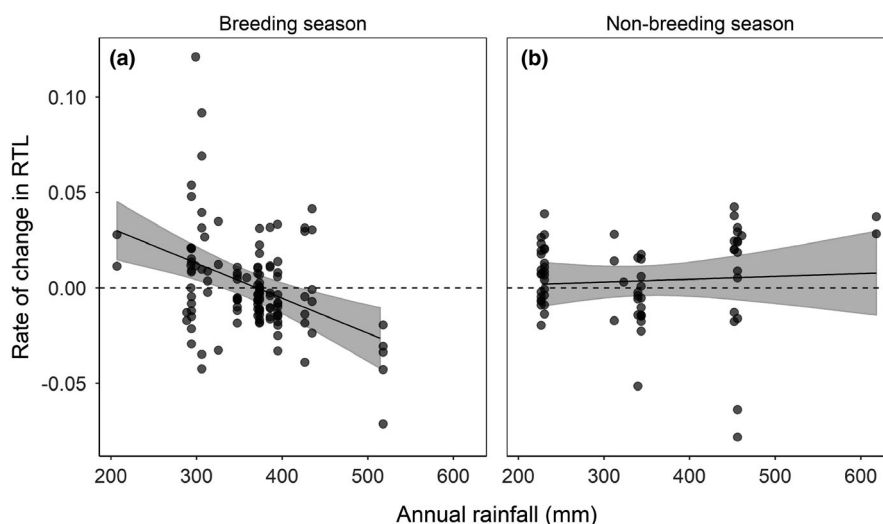 Breeding season
Non-breeding season
(a)
(b)
Rate of change in RTL
0.10
0.05
0.00
-0.05
200 300 400 500 600
200 300 400 500 600
Annual rainfall (mm)